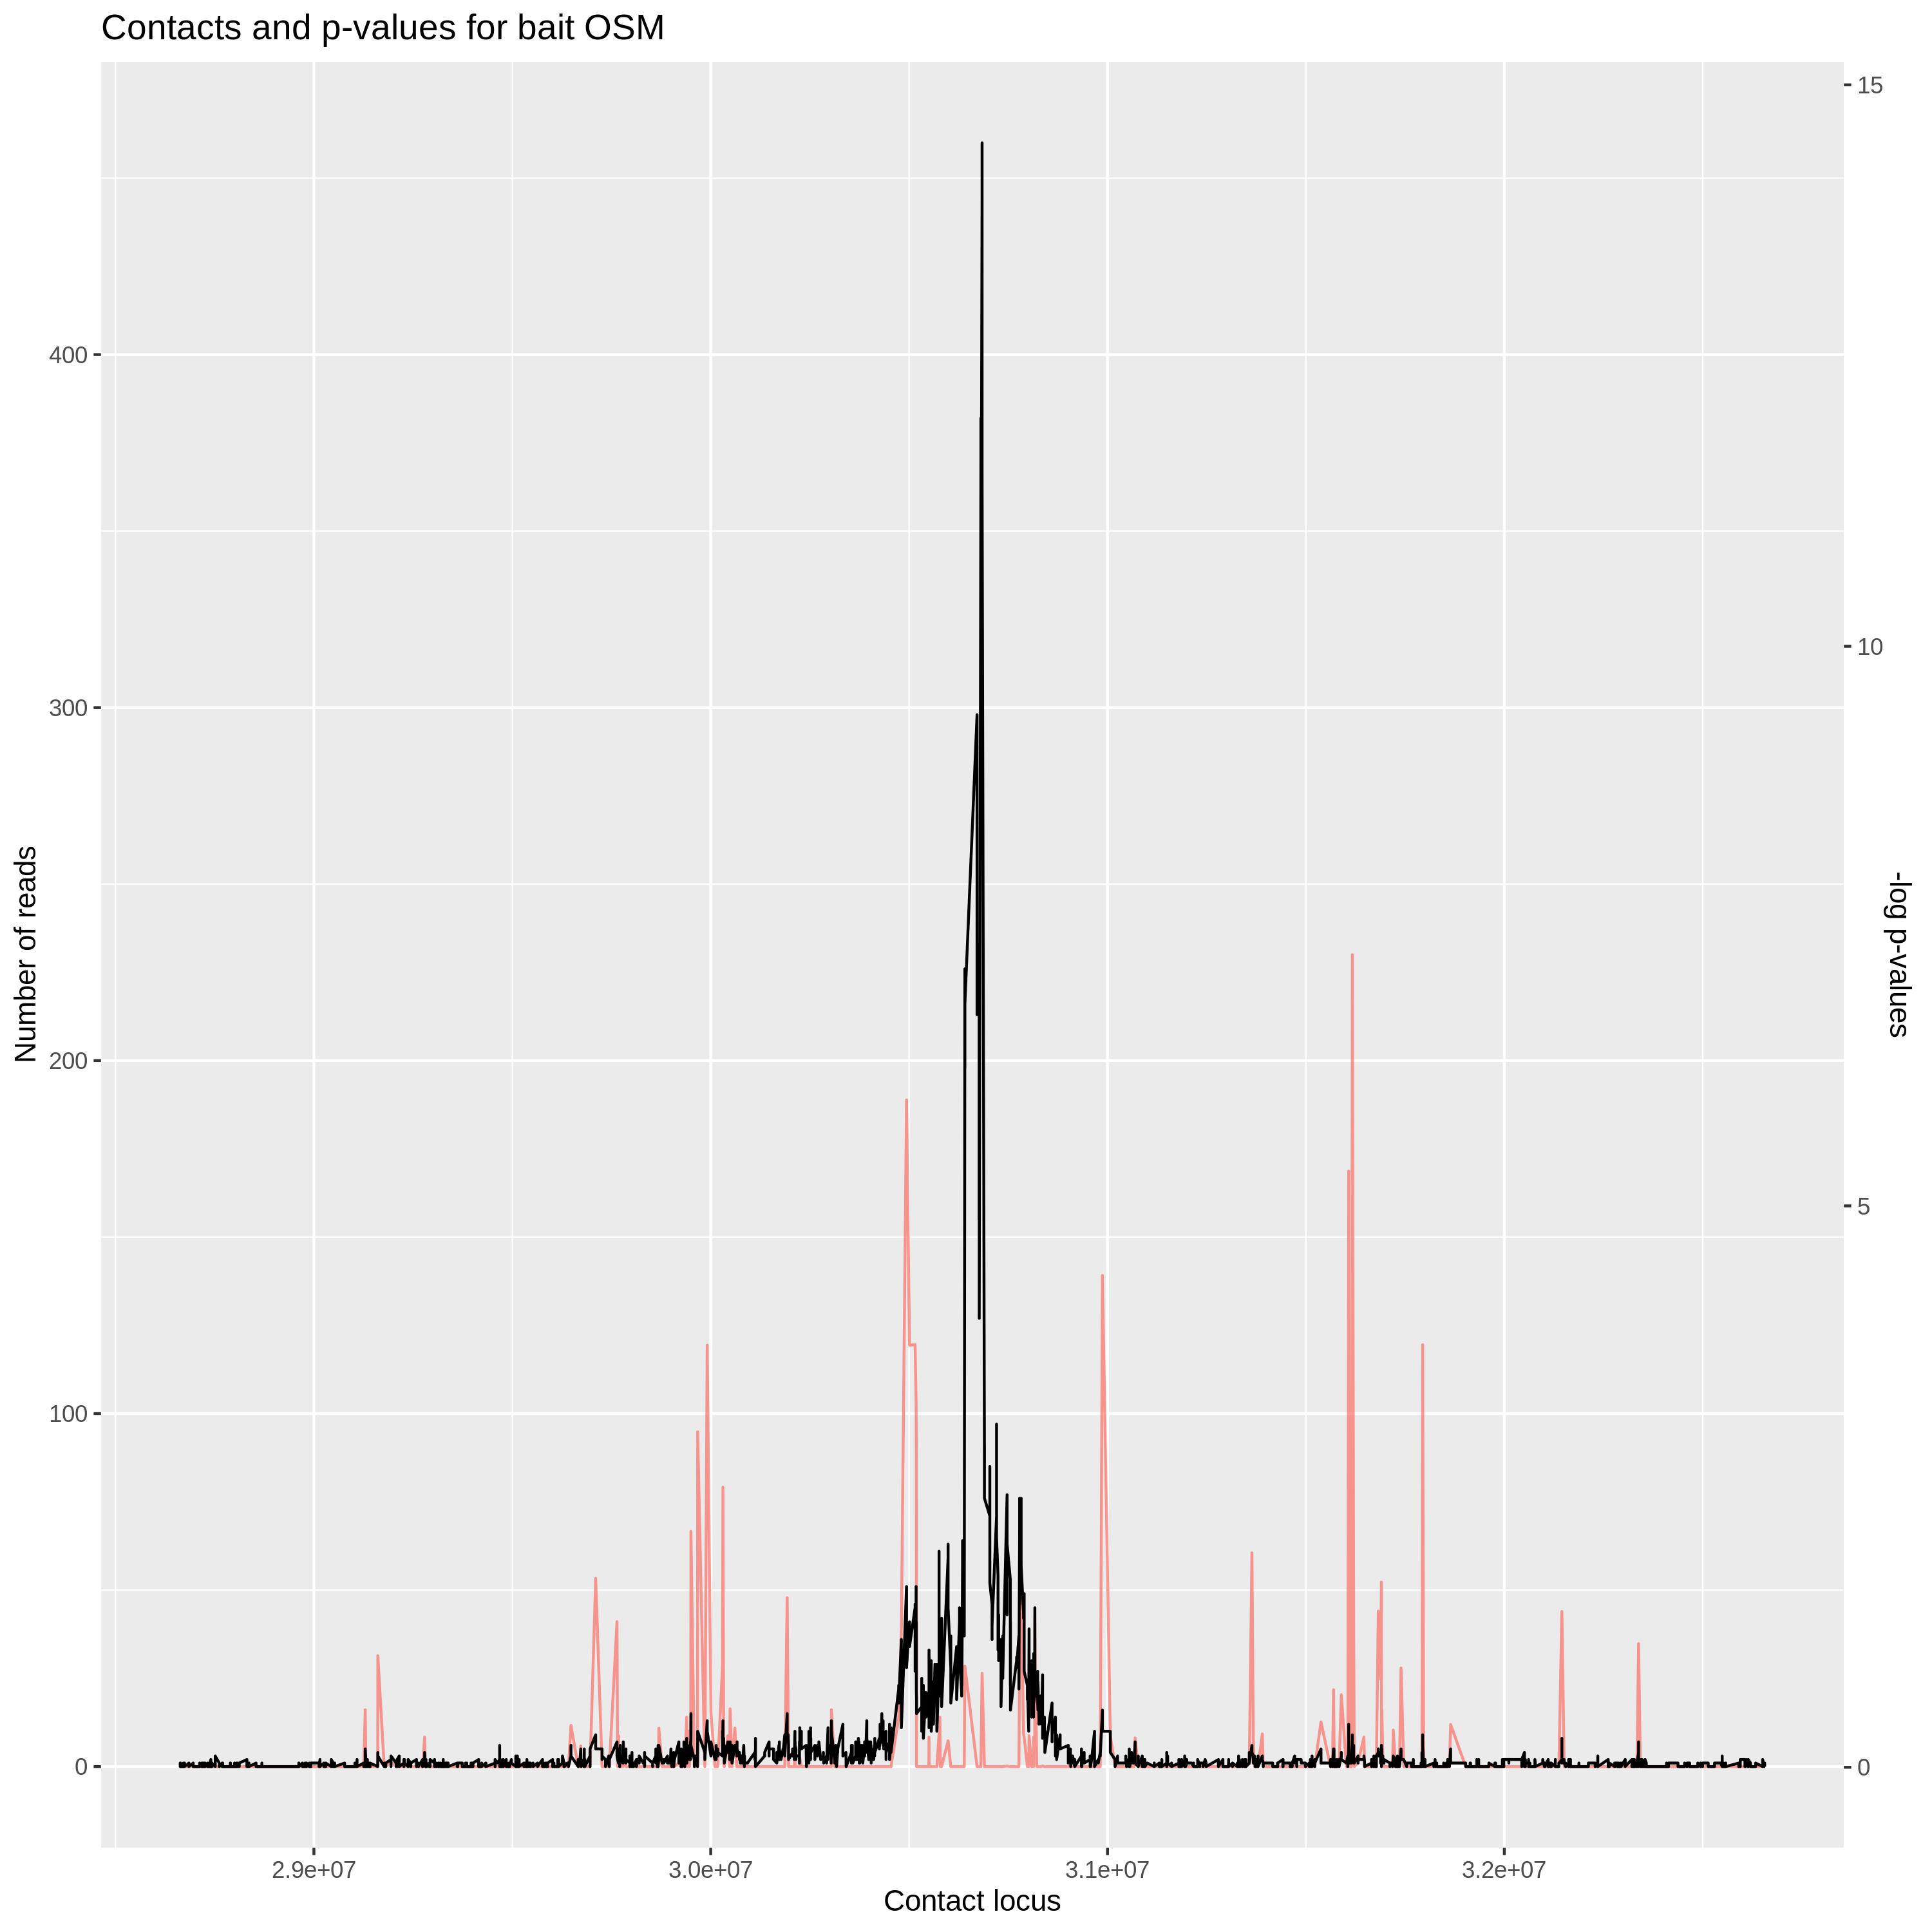 Contacts and p-values for bait OSM
15
10
5
0
400
300
200
100
0
Number of reads
-log p-values
2.9e+07 3.0e+07 3.1e+07 3.2e+07
Contact locus